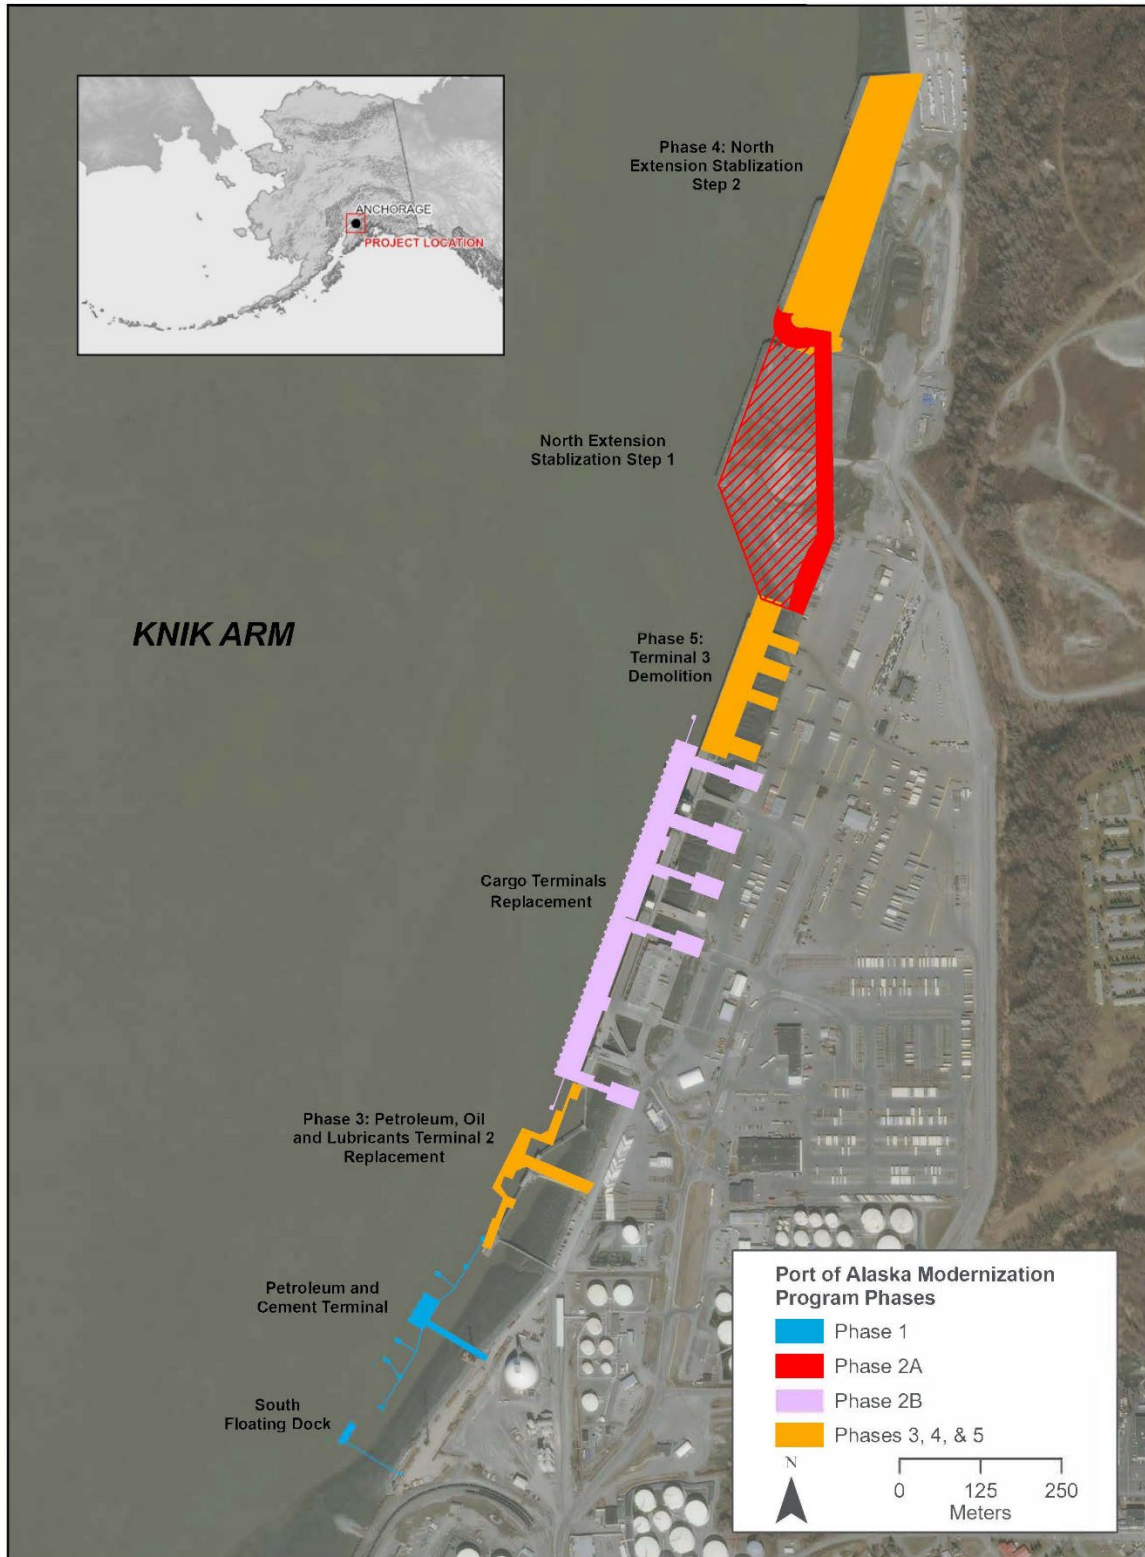 Phase 4: North
Extension Stablization
Step 2
ANCHORAGE
PROJECT LOCATION
North Extension
Stablization Step 1
KNIK ARM
Phase 5:
Terminal 3
Demolition
Cargo Terminals
Replacement
Phase 3: Petroleum, Oil
and Lubricants Terminal 2
Replacement
Petroleum and
Cement Terminal
South
Floating Dock
Port of Alaska Modernization
Program Phases
Phase 1
Phase 2A
Phase 2B
Phases 3, 4, & 5
N
0 125 250
Meters